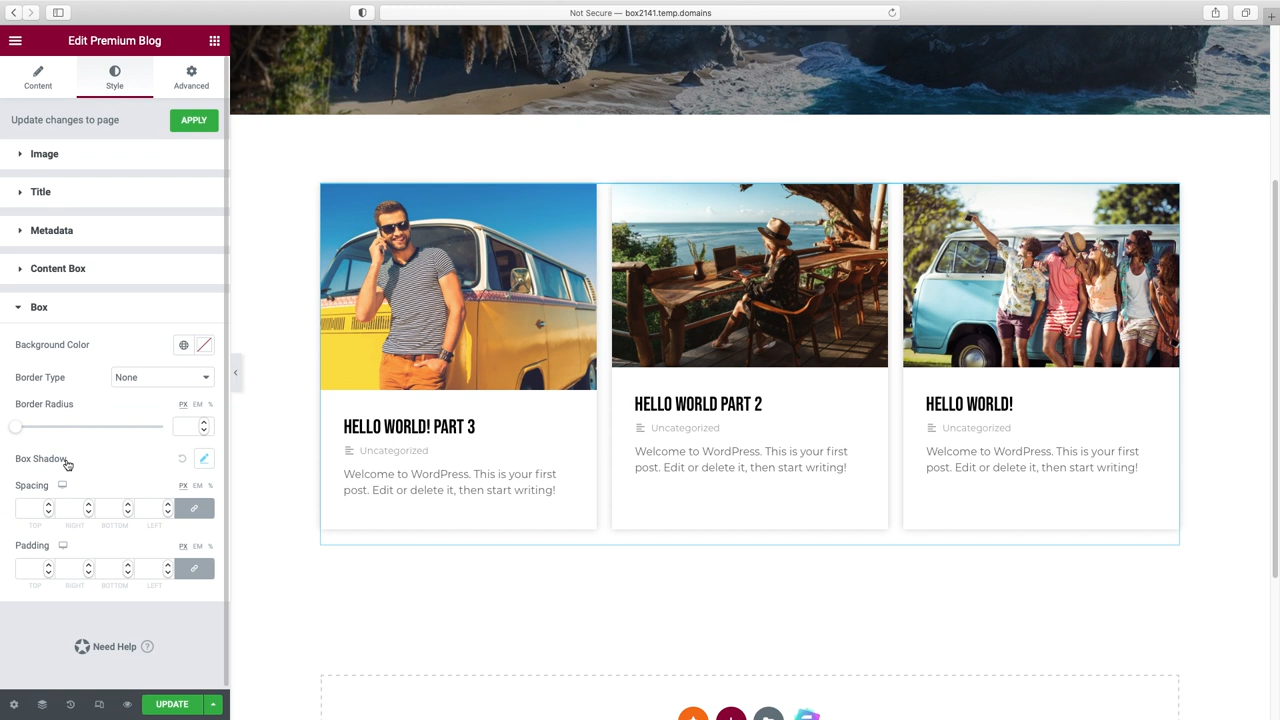 Not Secure — box2141.temp.domains
Edit Premium Blog
Content
Style
Advanced
Update changes to page
APPLY
Image
Title
Metadata
Content Box
Box
Background Color
Border Type
None
Border Radius
PX EM %
Box Shadow
Spacing
PX EM %
TOP RIGHT BOTTOM LEFT
Padding
PX EM %
TOP RIGHT BOTTOM LEFT
Need Help ?
UPDATE
HELLO WORLD! PART 3
Uncategorized
Welcome to WordPress. This is your first
post. Edit or delete it, then start writing!
HELLO WORLD PART 2
Uncategorized
Welcome to WordPress. This is your first
post. Edit or delete it, then start writing!
HELLO WORLD!
Uncategorized
Welcome to WordPress. This is your first
post. Edit or delete it, then start writing!